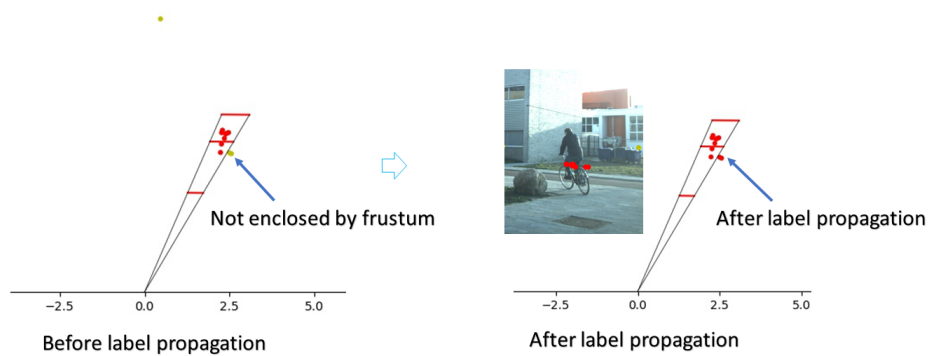 Not enclosed by frustum
−2.5 0.0 2.5 5.0
Before label propagation
After label propagation
−2.5 0.0 2.5 5.0
After label propagation